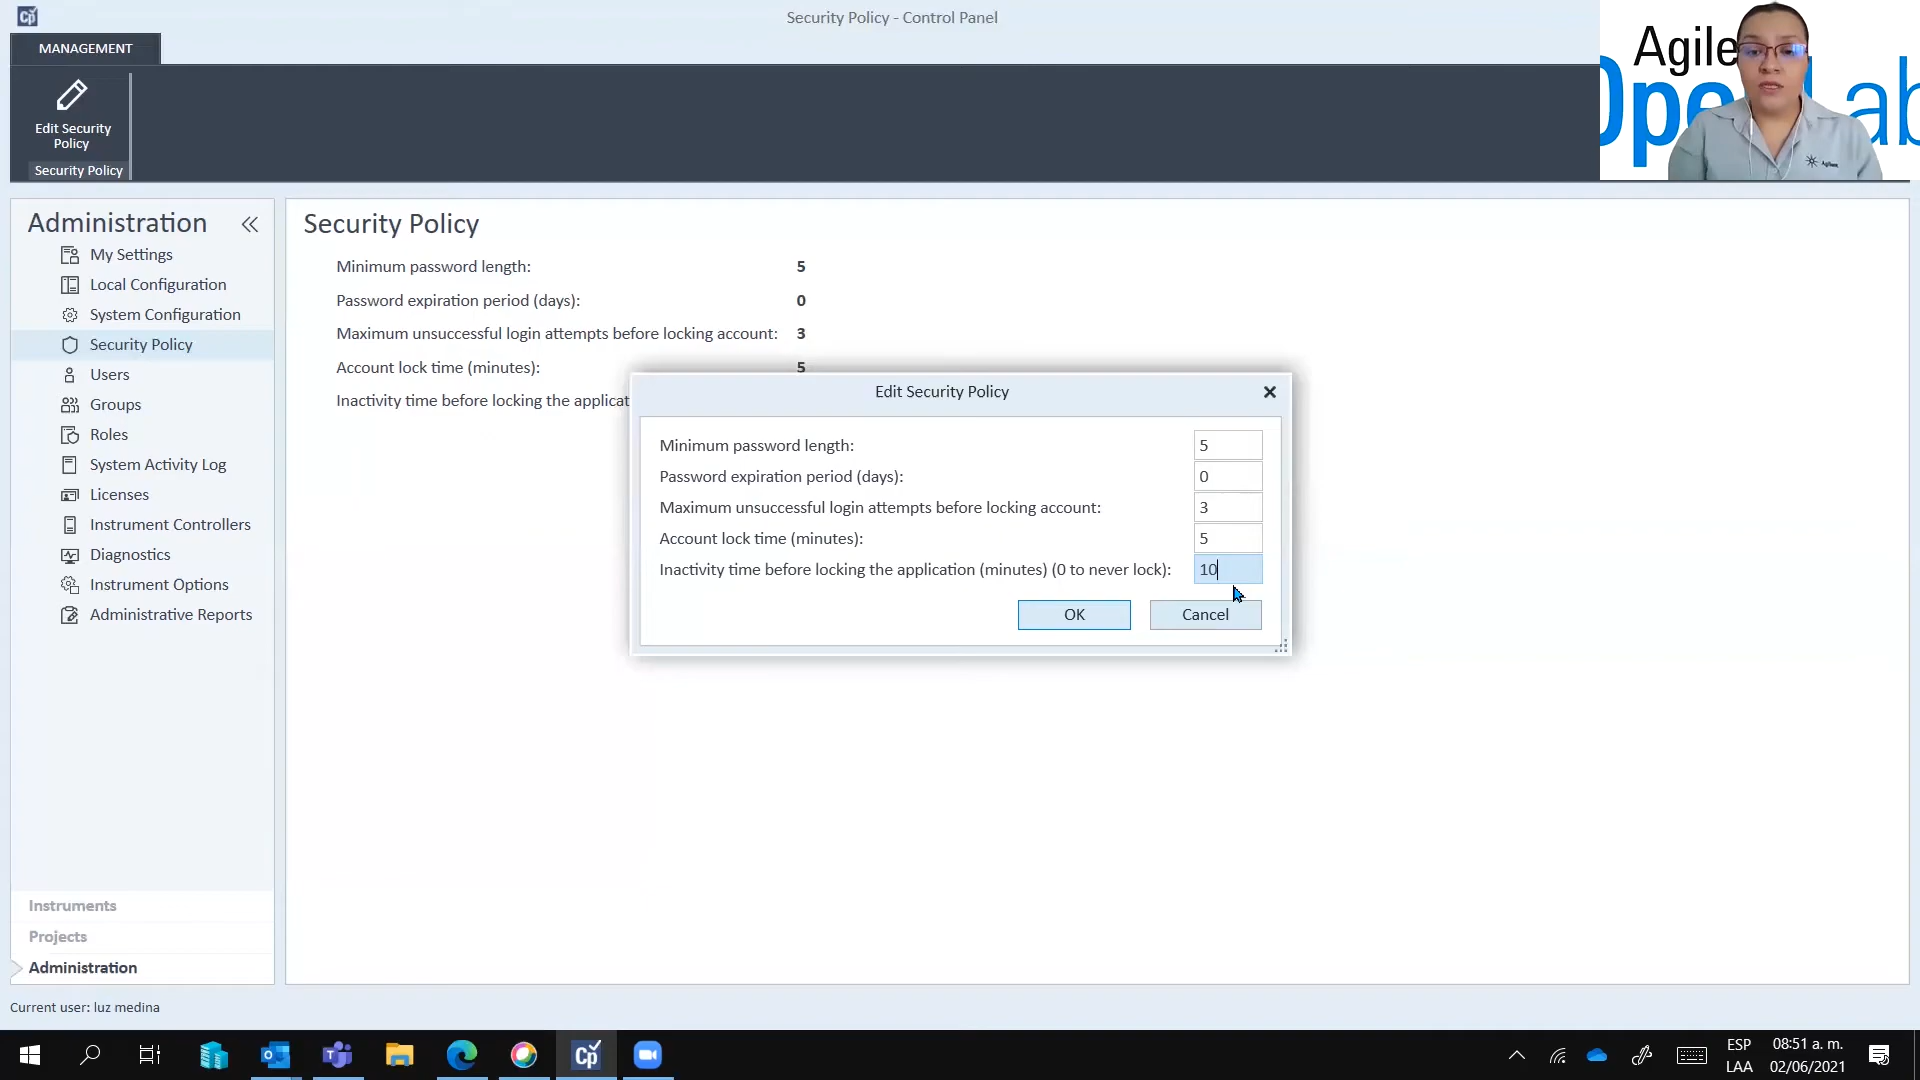 Security Policy - Control Panel
MANAGEMENT
Edit Security
Policy
Security Policy
Agile
Ope Lab
Agilent
Administration
My Settings
Local Configuration
System Configuration
Security Policy
Users
Groups
Roles
System Activity Log
Licenses
Instrument Controllers
Diagnostics
Instrument Options
Administrative Reports
Instruments
Projects
Administration
Security Policy
Minimum password length: 5
Password expiration period (days): 0
Maximum unsuccessful login attempts before locking account: 3
Account lock time (minutes): 5
Inactivity time before locking the applicat
Edit Security Policy
Minimum password length: 5
Password expiration period (days): 0
Maximum unsuccessful login attempts before locking account: 3
Account lock time (minutes): 5
Inactivity time before locking the application (minutes) (0 to never lock): 10
OK Cancel
Current user: luz medina
Cp
ESP 08:51 a. m.
LAA 02/06/2021